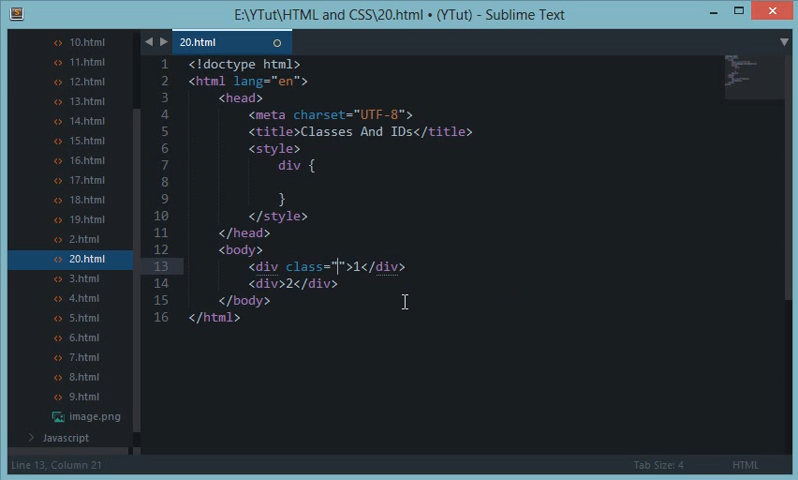 E:\YTut\HTML and CSS\20.html • (YTut) - Sublime Text
10.html
11.html
12.html
13.html
14.html
15.html
16.html
17.html
18.html
19.html
2.html
20.html
3.html
4.html
5.html
6.html
7.html
8.html
9.html
image.png
Javascript
20.html
1 <!doctype html>
2 <html lang="en">
3 <head>
4 <meta charset="UTF-8">
5 <title>Classes And IDs</title>
6 <style>
7 div {
8
9 }
10 </style>
11 </head>
12 <body>
13 <div class="">1</div>
14 <div>2</div>
15 </body>
16 </html>
Line 13, Column 21
Tab Size: 4
HTML